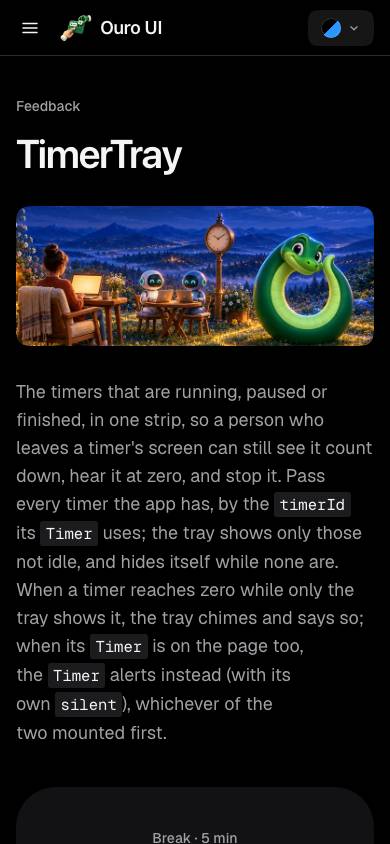 Ouro UI
Feedback
TimerTray
The timers that are running, paused or
finished, in one strip, so a person who
leaves a timer's screen can still see it count
down, hear it at zero, and stop it. Pass
every timer the app has, by the timerId
its Timer uses; the tray shows only those
not idle, and hides itself while none are.
When a timer reaches zero while only the
tray shows it, the tray chimes and says so;
when its Timer is on the page too,
the Timer alerts instead (with its
own silent), whichever of the
two mounted first.
Break · 5 min